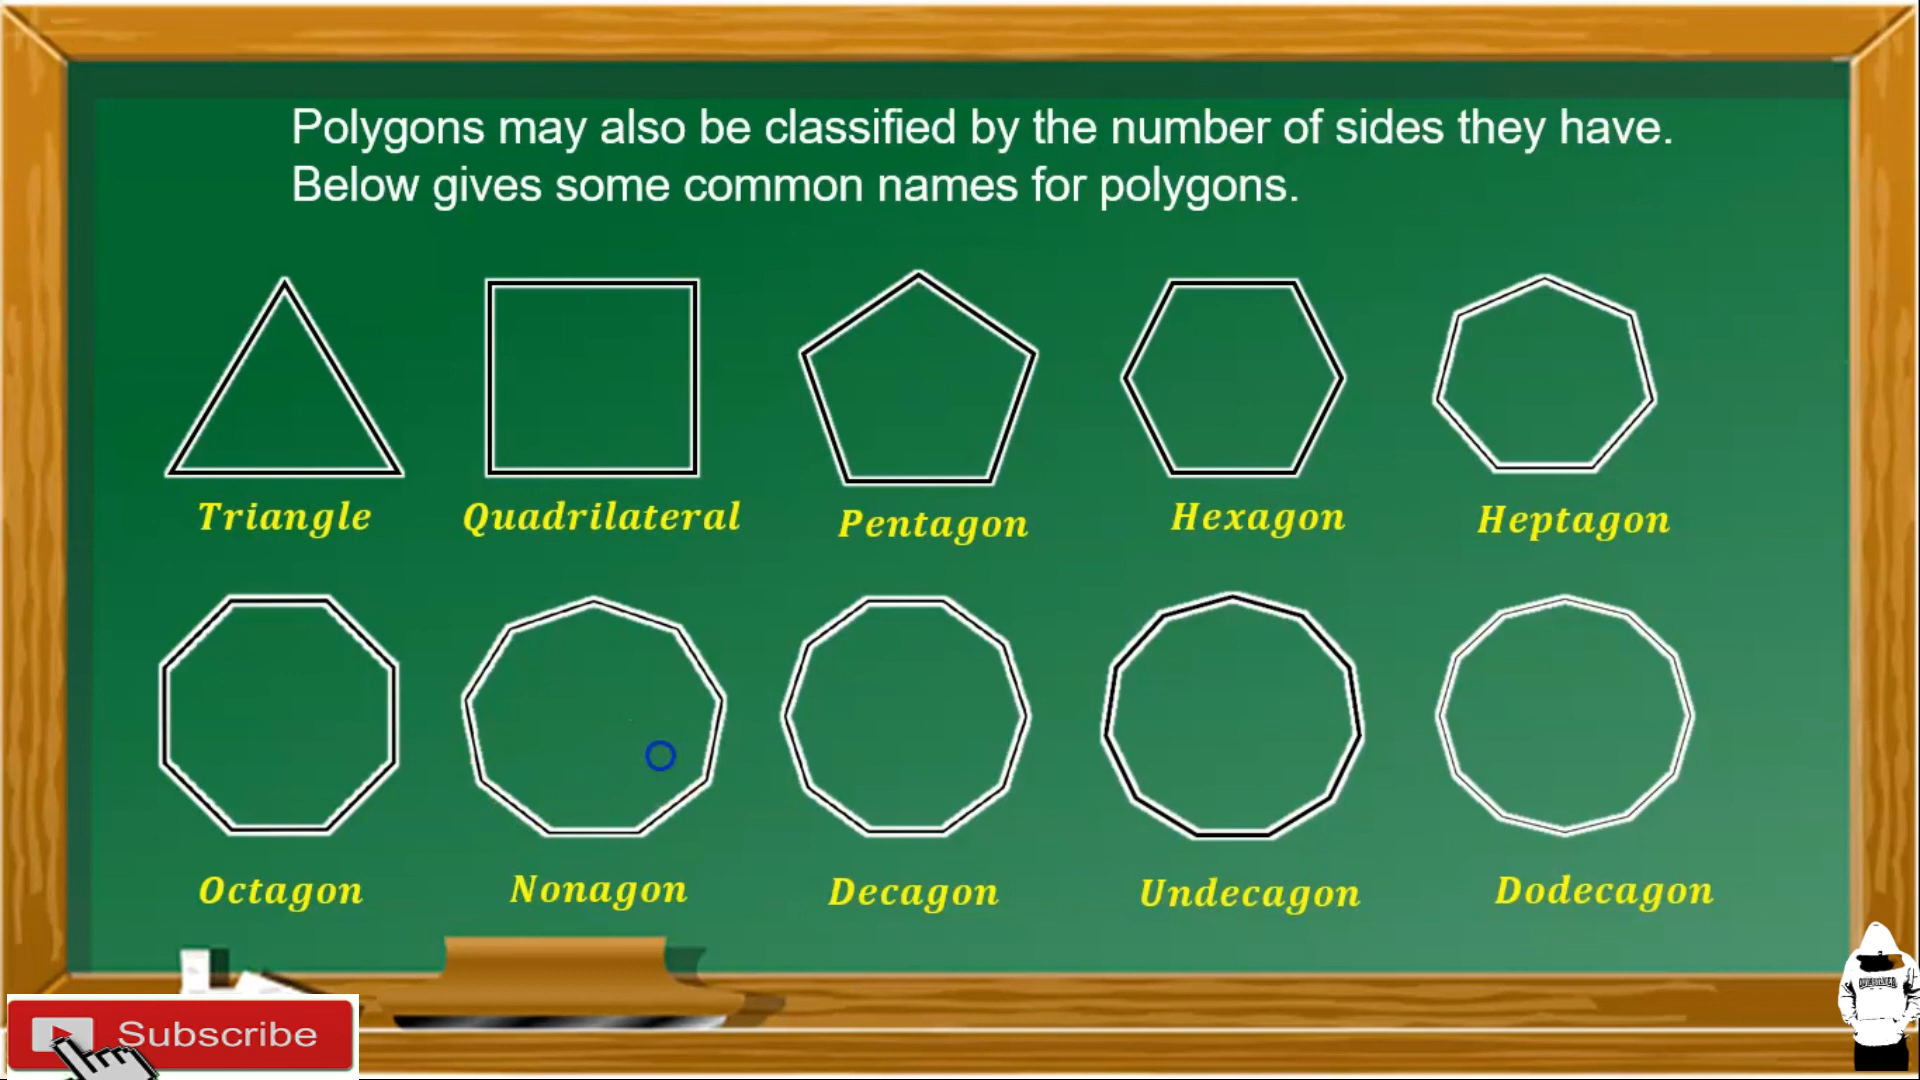 Polygons may also be classified by the number of sides they have.
Below gives some common names for polygons.
Triangle
Quadrilateral
Pentagon
Hexagon
Heptagon
Octagon
Nonagon
Decagon
Undecagon
Dodecagon
Subscribe